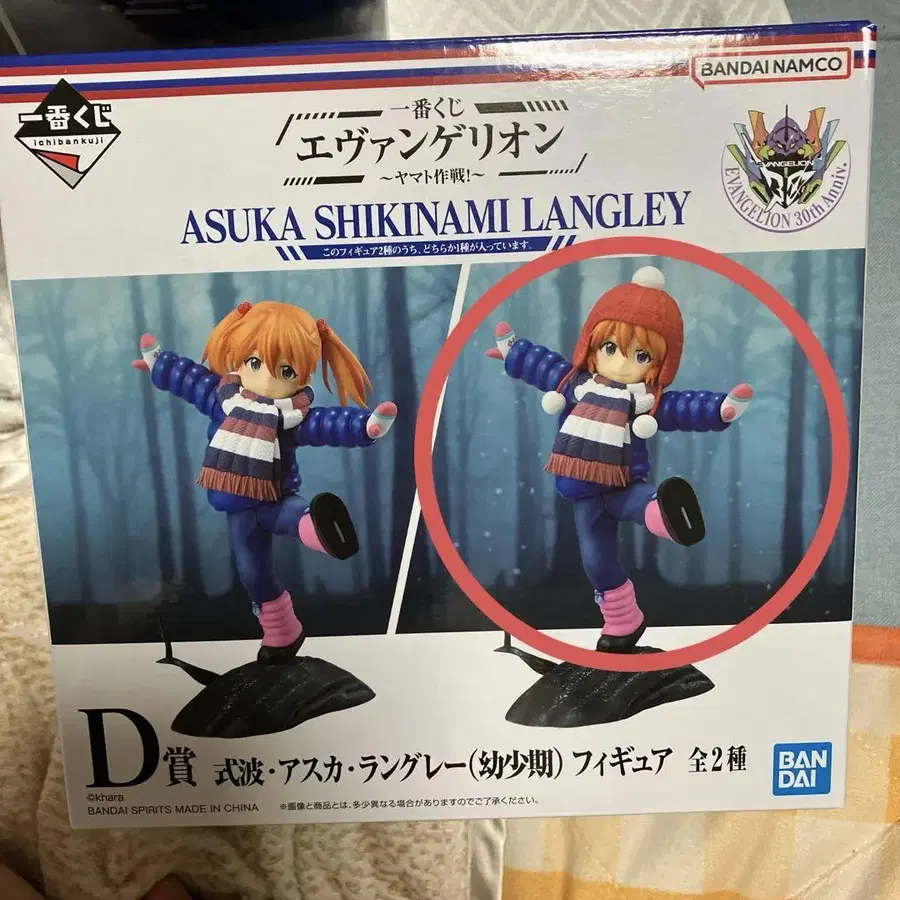 BANDAI NAMCO
一番くじ
ichibankuji
一番くじ
エヴァンゲリオン
～ヤマト作戦!～
EVANGELION
EVANGELION 30th Anniv.
ASUKA SHIKINAMI LANGLEY
このフィギュア2種のうち、どちらか1種が入っています。
D賞 式波・アスカ・ラングレー(幼少期) フィギュア 全2種
BAN
DAI
©khara
BANDAI SPIRITS MADE IN CHINA
※画像と商品とは、多少異なる場合がありますのでご了承ください。